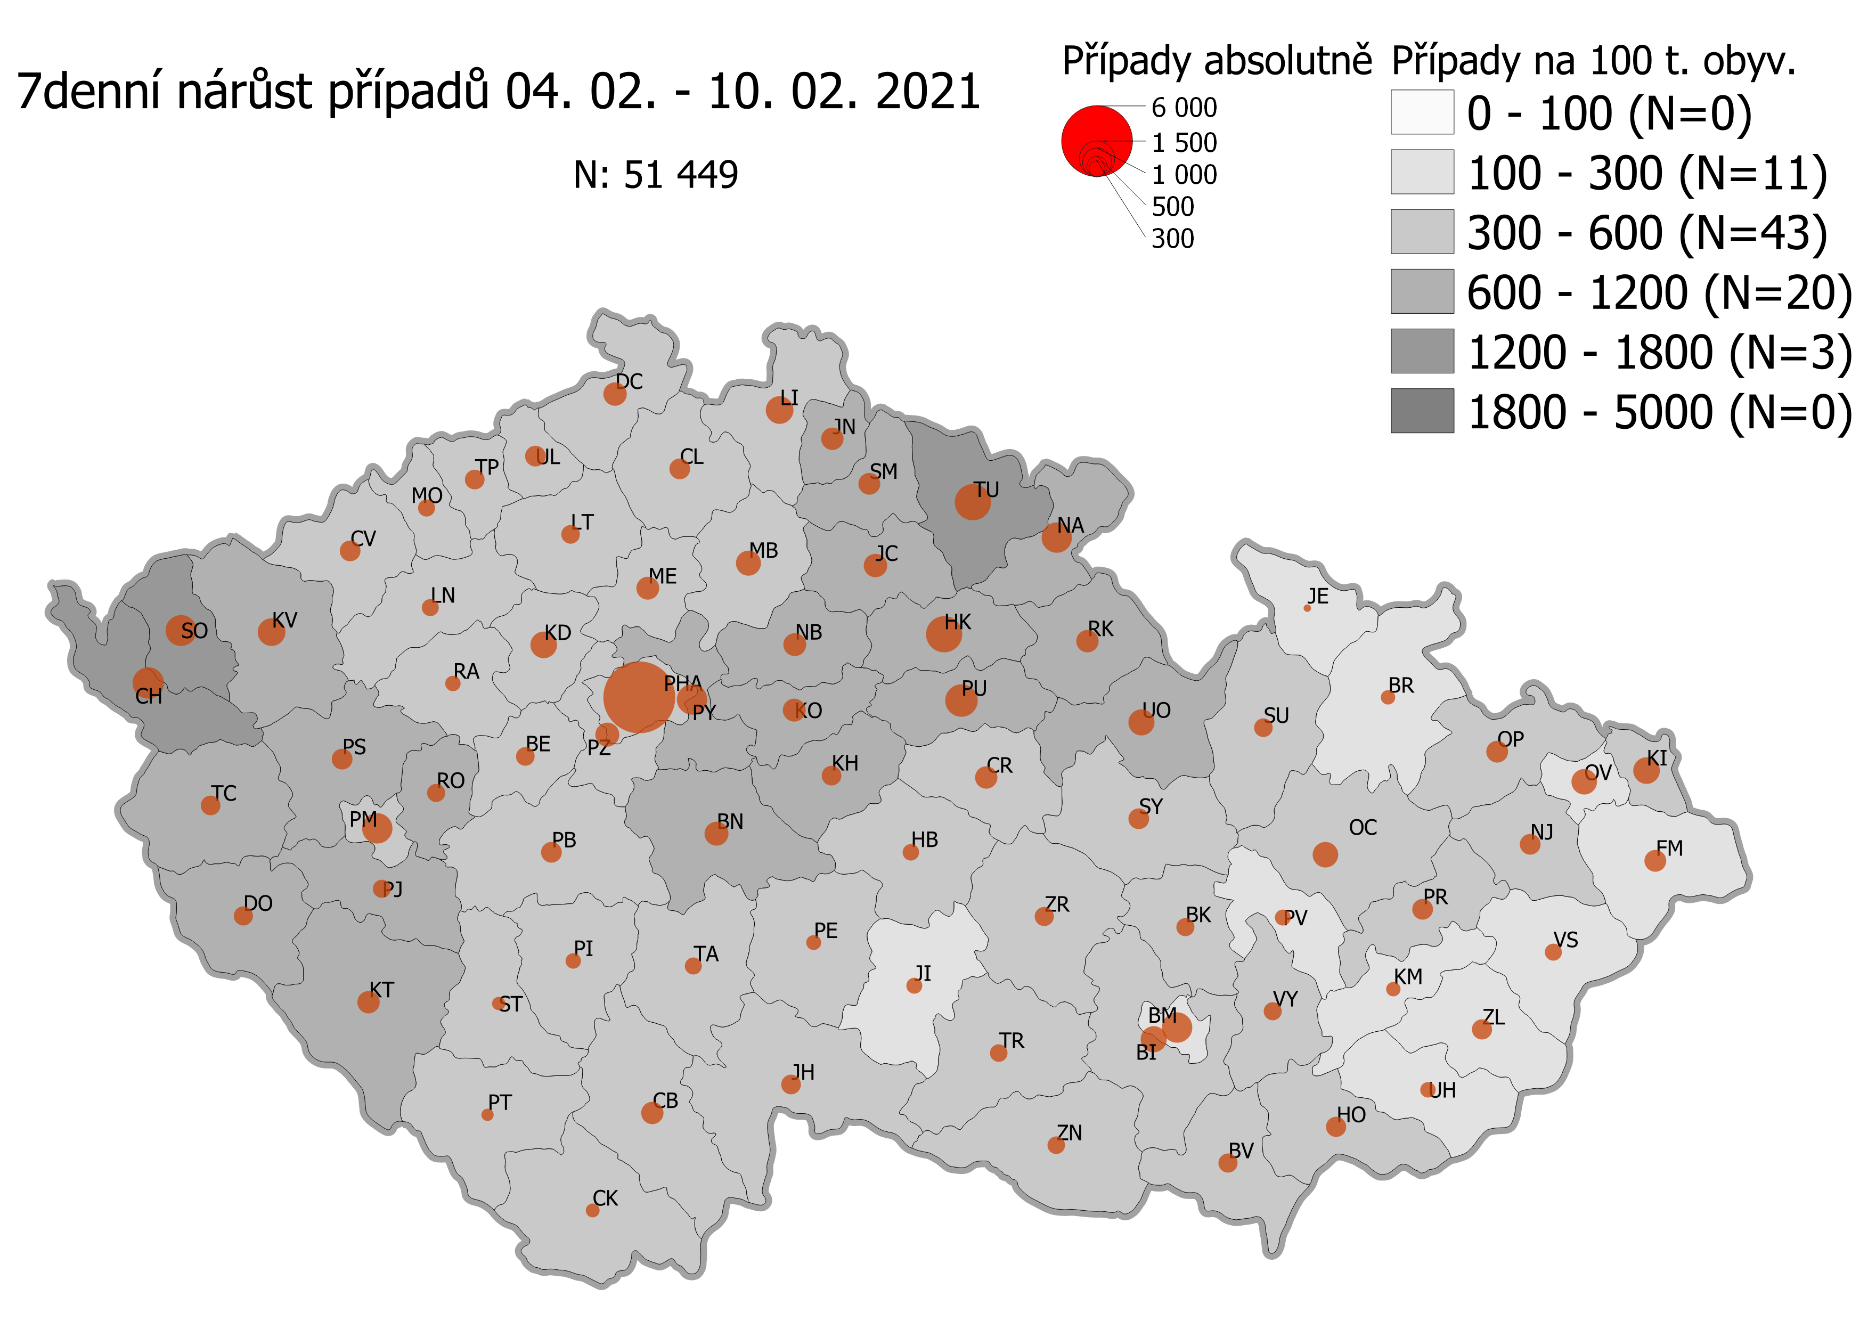 7denní nárůst případů 04. 02. - 10. 02. 2021
N: 51 449
Případy absolutně
6 000
1 500
1 000
500
300
Případy na 100 t. obyv.
0 - 100 (N=0)
100 - 300 (N=11)
300 - 600 (N=43)
600 - 1200 (N=20)
1200 - 1800 (N=3)
1800 - 5000 (N=0)
DC
LI
JN
UL
TP
CL
SM
MO
TU
LT
NA
CV
MB
JC
ME
LN
JE
SO
KV
KD
NB
HK
RK
RA
PHA
CH
PY
KO
PU
UO
SU
BR
PS
BE
PZ
KH
CR
OP
KI
OV
RO
TC
PM
BN
SY
PB
HB
OC
NJ
FM
PJ
DO
PE
ZR
BK
PV
PR
VS
PI
TA
JI
KM
KT
ST
VY
BM
BI
ZL
TR
JH
UH
PT
CB
HO
ZN
BV
CK